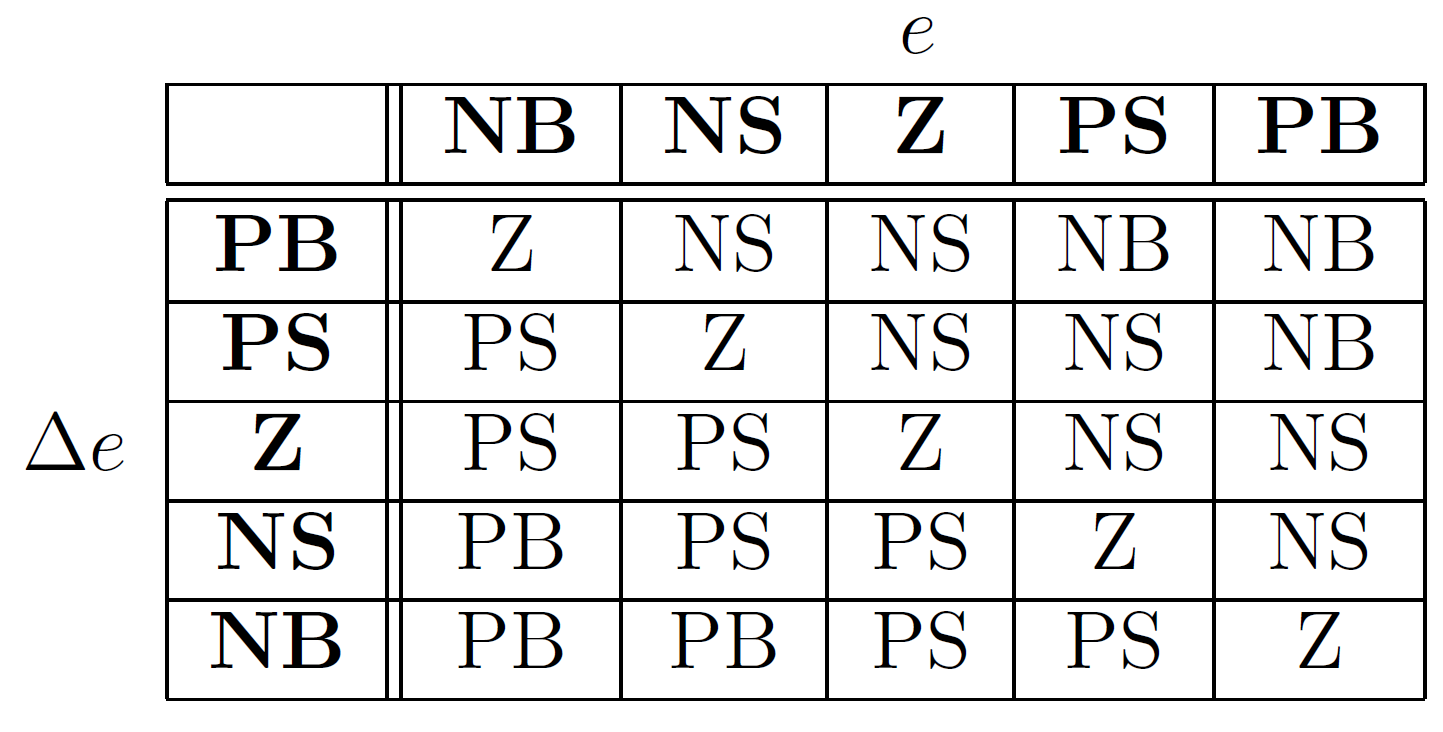 e
NB NS Z PS PB
PB Z NS NS NB NB
PS PS Z NS NS NB
Δe Z PS PS Z NS NS
NS PB PS PS Z NS
NB PB PB PS PS Z